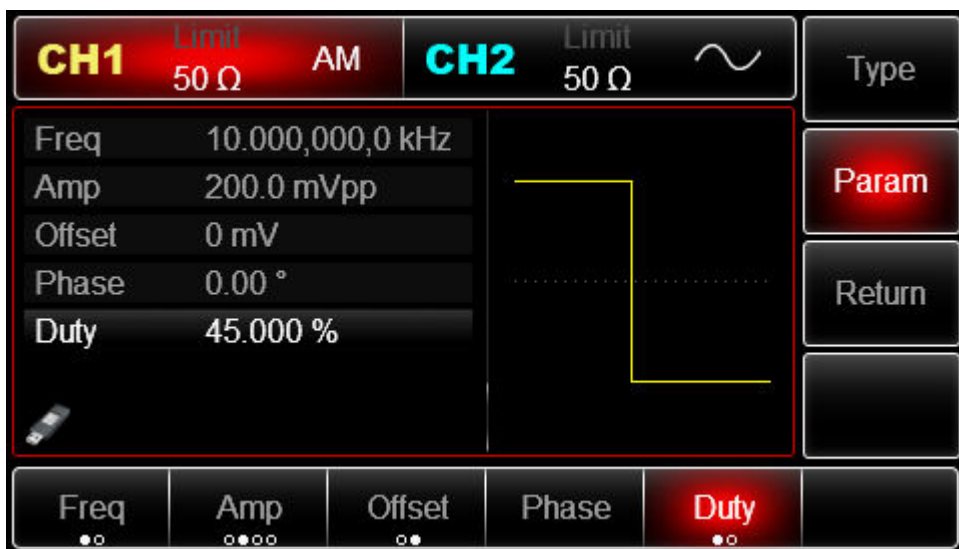 CH1 Limit 50 Ω AM CH2 Limit 50 Ω
Type
Freq 10.000,000,0 kHz
Amp 200.0 mVpp
Offset 0 mV
Phase 0.00 °
Duty 45.000 %
Param
Return
Freq Amp Offset Phase Duty